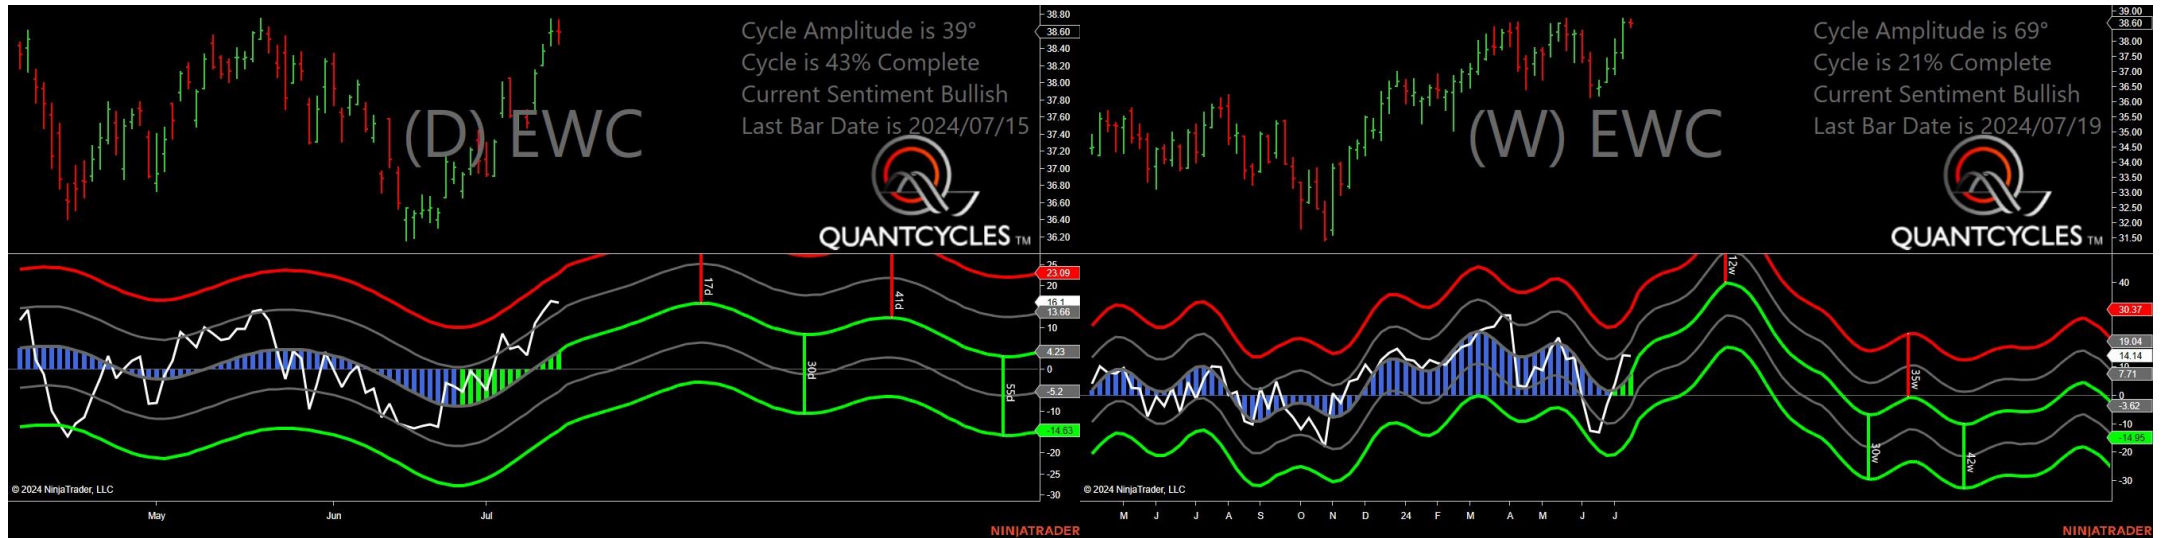 Cycle Amplitude is 39°
Cycle is 43% Complete
Current Sentiment Bullish
Last Bar Date is 2024/07/15
(D) EWC
QUANTCYCLES TM
38.80
38.60
38.40
38.20
38.00
37.80
37.60
37.40
37.20
37.00
36.80
36.60
36.40
36.20
25
23.09
20
16.1
13.66
10
4.23
0
-5.2
-10
-14.63
-20
-25
-30
17d
30d
41d
55d
© 2024 NinjaTrader, LLC
May
Jun
Jul
NINJATRADER
Cycle Amplitude is 69°
Cycle is 21% Complete
Current Sentiment Bullish
Last Bar Date is 2024/07/19
(W) EWC
QUANTCYCLES TM
39.00
38.60
38.00
37.50
37.00
36.50
36.00
35.50
35.00
34.50
34.00
33.50
33.00
32.50
32.00
31.50
40
30.37
19.04
14.14
7.71
0
-3.62
-10
-14.95
-20
-30
12w
30w
35w
42w
© 2024 NinjaTrader, LLC
M J J A S O N D 24 F M A M J J
NINJATRADER